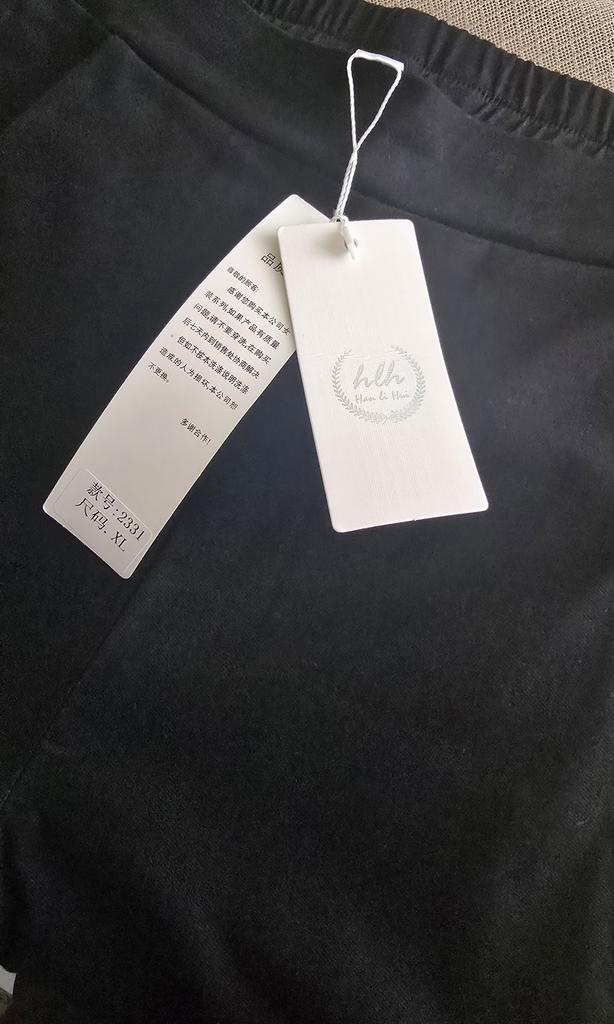 品质
尊敬的顾客
感谢您购买本公司女
装系列,如果产品有质量
问题,请不要穿洗,在购买
后七天内到销售处协商解决
但如不按本洗涤说明洗涤
造成的人为损坏,本公司恕
不更换。
多谢合作!
款号:2331
尺码. XL
hlh
Han li Hui